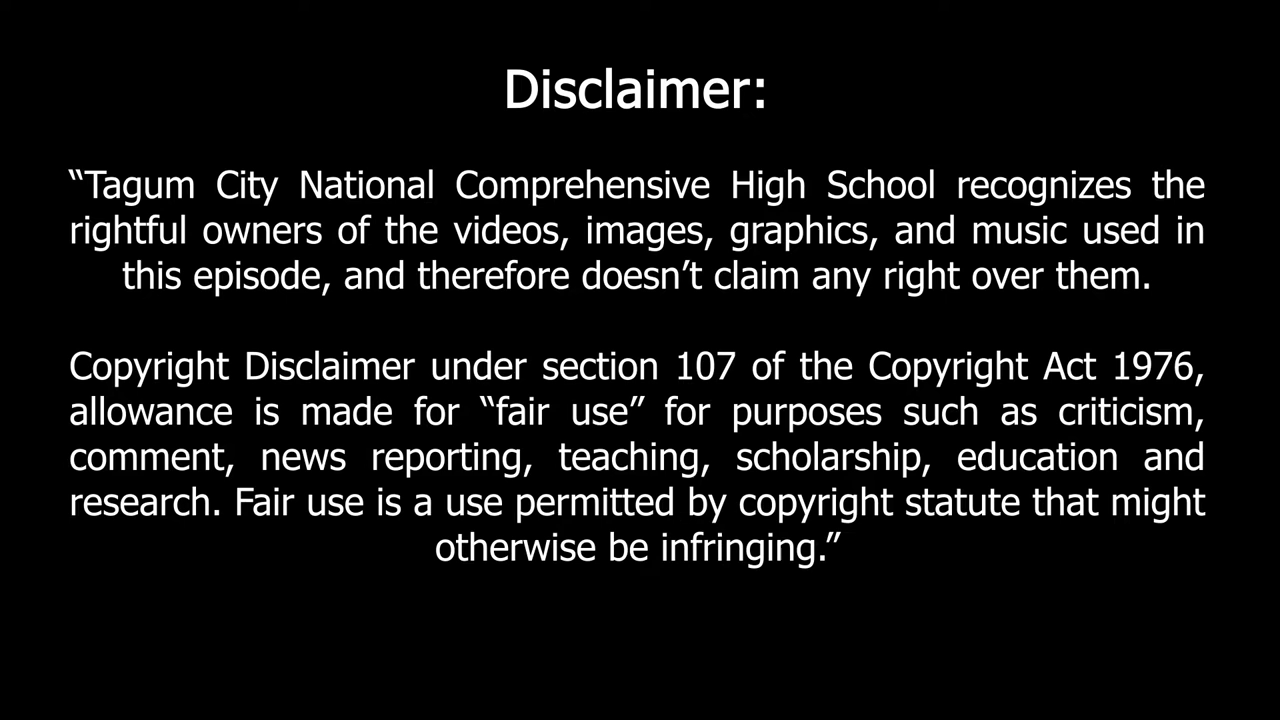 Disclaimer:
“Tagum City National Comprehensive High School recognizes the
rightful owners of the videos, images, graphics, and music used in
this episode, and therefore doesn’t claim any right over them.
Copyright Disclaimer under section 107 of the Copyright Act 1976,
allowance is made for “fair use” for purposes such as criticism,
comment, news reporting, teaching, scholarship, education and
research. Fair use is a use permitted by copyright statute that might
otherwise be infringing.”